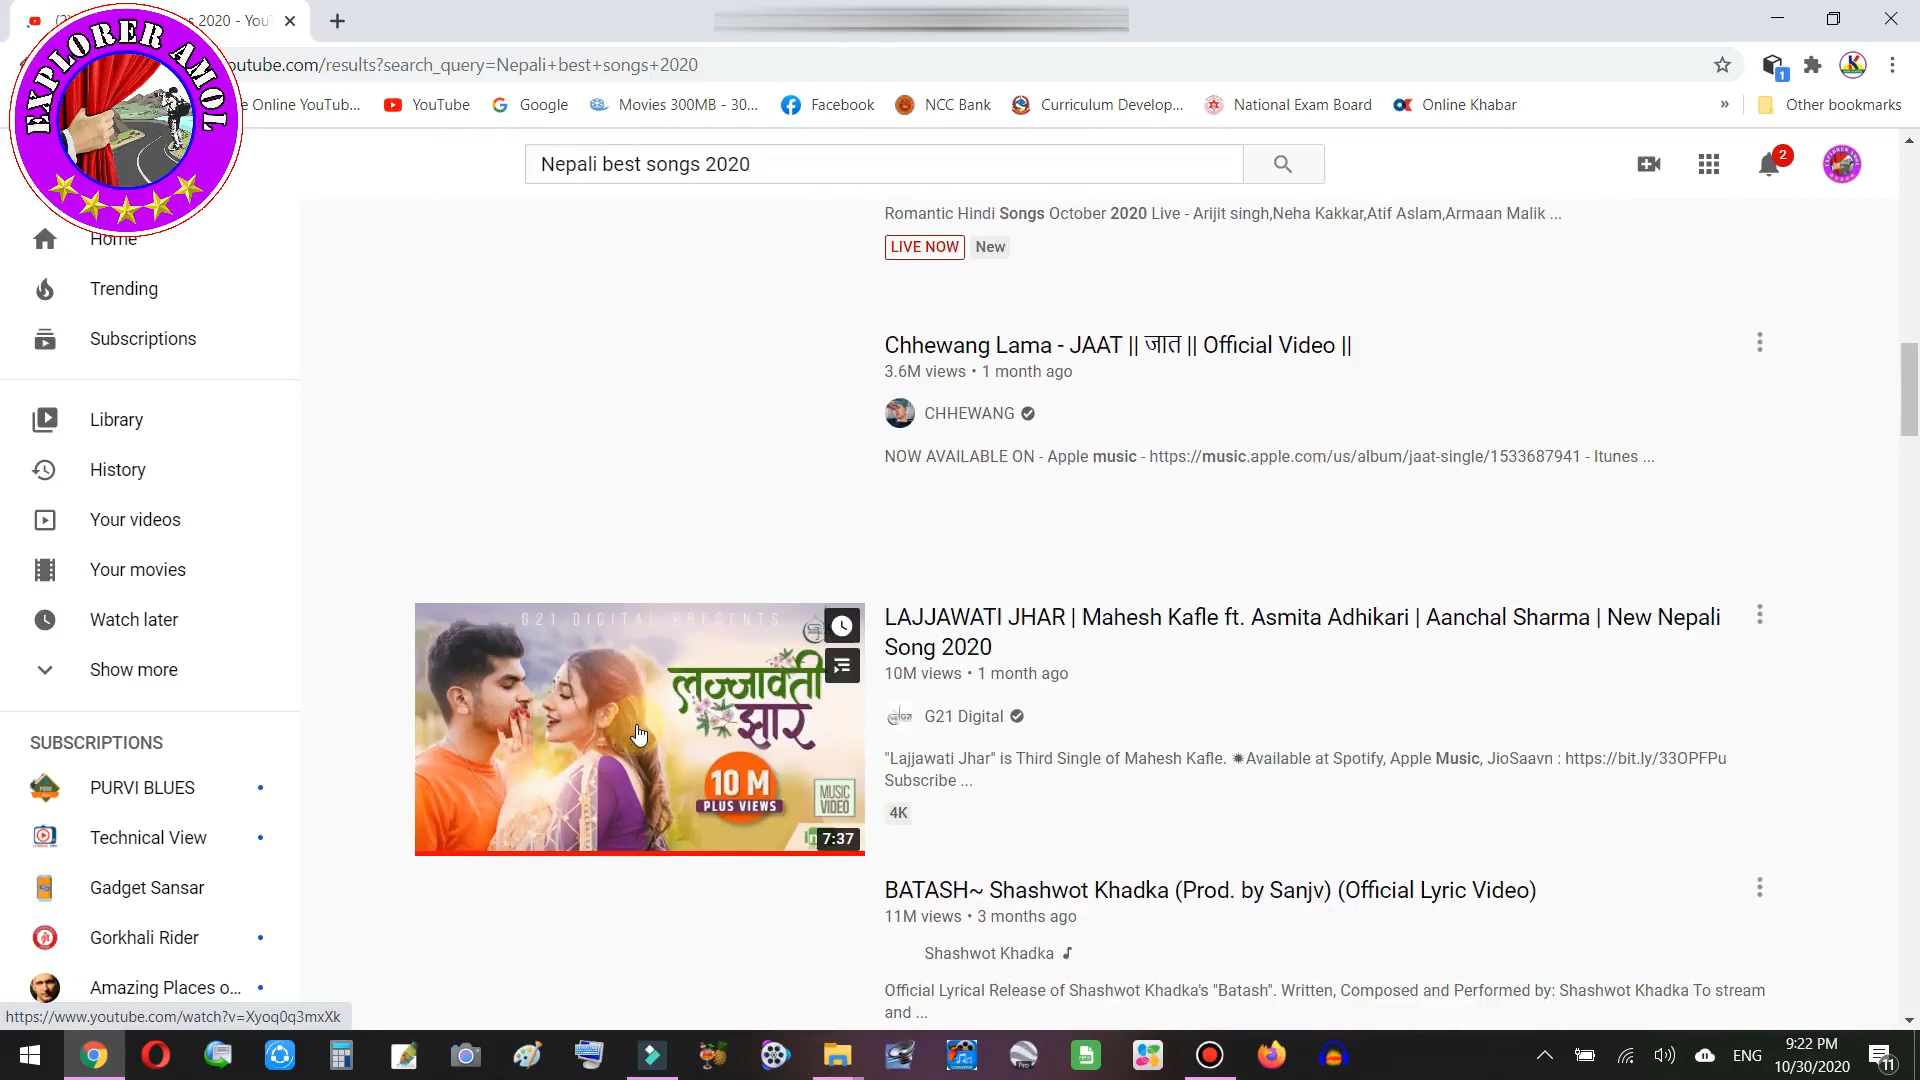 2020 - YouT
EXPLORER AMOL
outube.com/results?search_query=Nepali+best+songs+2020
1
e Online YouTub...
YouTube
Google
Movies 300MB - 30...
Facebook
NCC Bank
Curriculum Develop...
National Exam Board
Online Khabar
»
Other bookmarks
Nepali best songs 2020
2
Home
Trending
Subscriptions
Library
History
Your videos
Your movies
Watch later
Show more
SUBSCRIPTIONS
PURVI BLUES
Technical View
Gadget Sansar
Gorkhali Rider
Amazing Places o...
Romantic Hindi Songs October 2020 Live - Arijit singh,Neha Kakkar,Atif Aslam,Armaan Malik ...
LIVE NOW New
Chhewang Lama - JAAT || जात || Official Video ||
3.6M views • 1 month ago
CHHEWANG
NOW AVAILABLE ON - Apple music - https://music.apple.com/us/album/jaat-single/1533687941 - Itunes ...
G21 DIGITAL PRESENTS
लज्जावती
झार
10 M
PLUS VIEWS
MUSIC
VIDEO
7:37
LAJJAWATI JHAR | Mahesh Kafle ft. Asmita Adhikari | Aanchal Sharma | New Nepali
Song 2020
10M views • 1 month ago
G21 Digital
"Lajjawati Jhar" is Third Single of Mahesh Kafle. ✹Available at Spotify, Apple Music, JioSaavn : https://bit.ly/33OPFPu
Subscribe ...
4K
BATASH~ Shashwot Khadka (Prod. by Sanjv) (Official Lyric Video)
11M views • 3 months ago
Shashwot Khadka
Official Lyrical Release of Shashwot Khadka's "Batash". Written, Composed and Performed by: Shashwot Khadka To stream
and ...
https://www.youtube.com/watch?v=Xyoq0q3mxXk
ENG
9:22 PM
10/30/2020
11